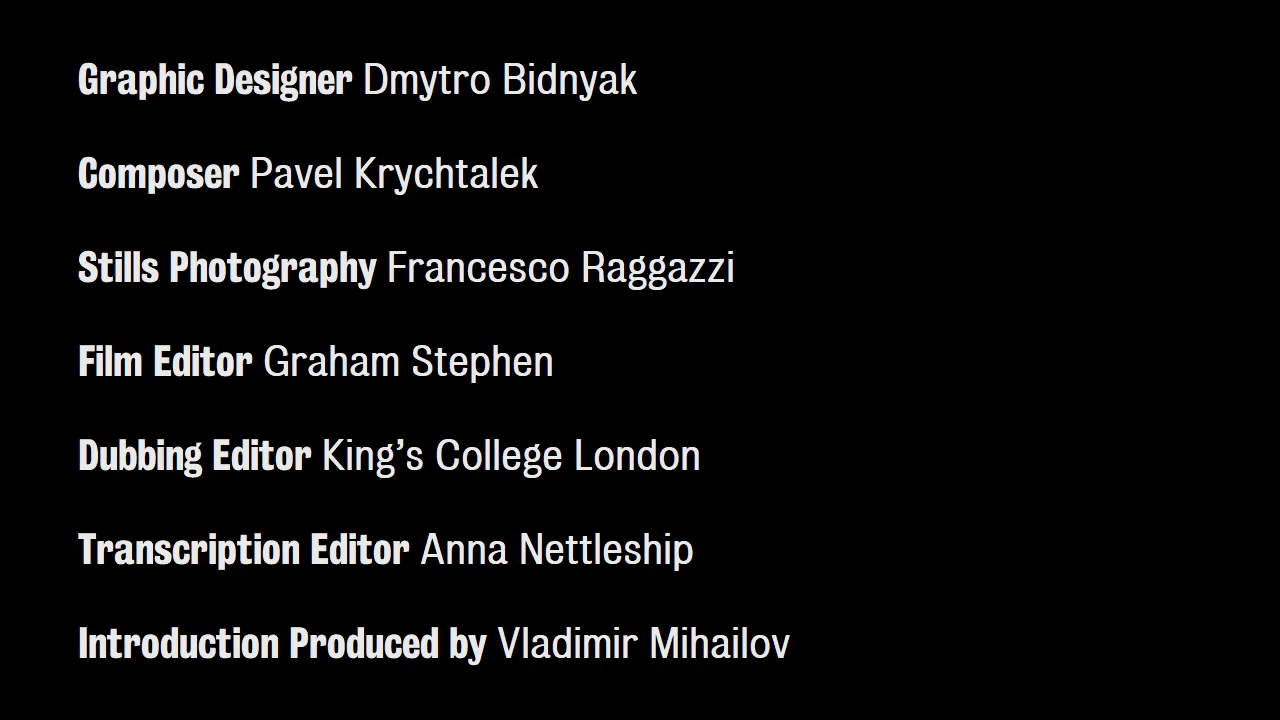 Graphic Designer Dmytro Bidnyak
Composer Pavel Krychtalek
Stills Photography Francesco Raggazzi
Film Editor Graham Stephen
Dubbing Editor King’s College London
Transcription Editor Anna Nettleship
Introduction Produced by Vladimir Mihailov